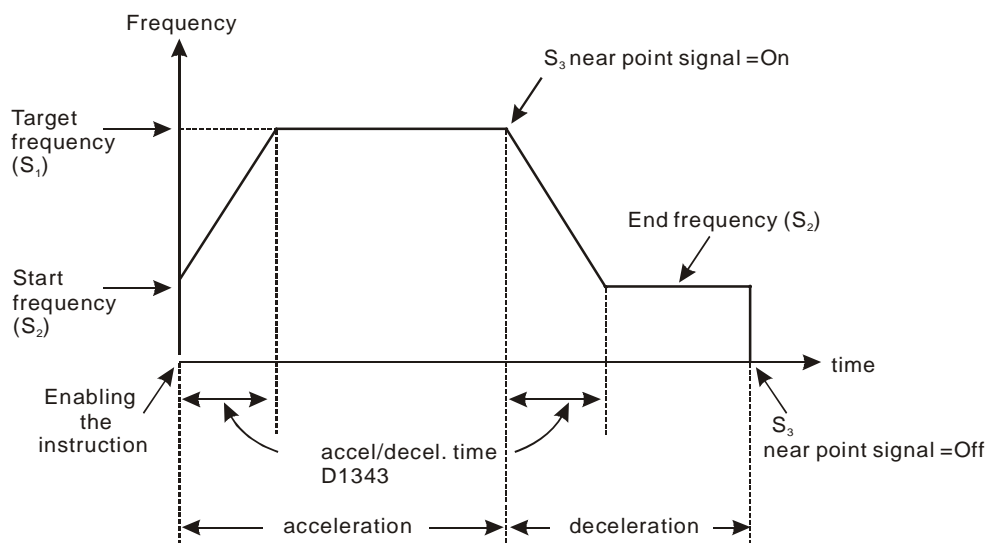 Frequency
S₃ near point signal =On
Target
frequency
(S₁)
End frequency (S₂)
Start
frequency
(S₂)
time
Enabling
the
instruction
accel/decel. time
D1343
S₃
near point signal =Off
acceleration
deceleration